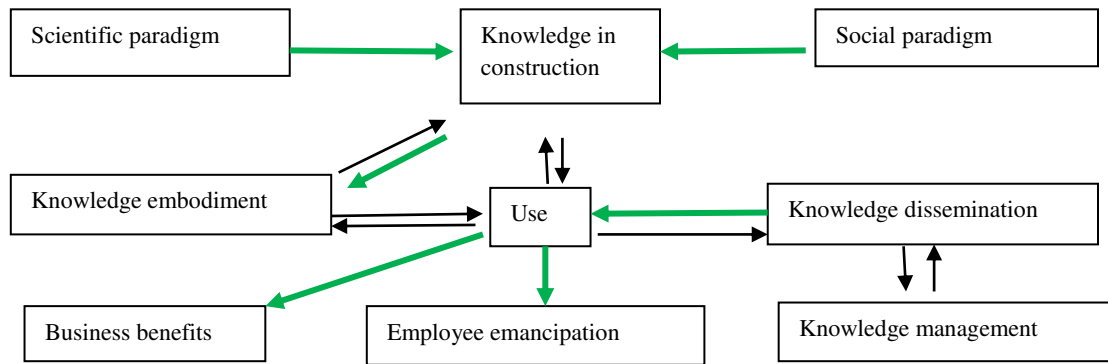 Scientific paradigm
Knowledge in
construction
Social paradigm
Knowledge embodiment
Use
Knowledge dissemination
Business benefits
Employee emancipation
Knowledge management